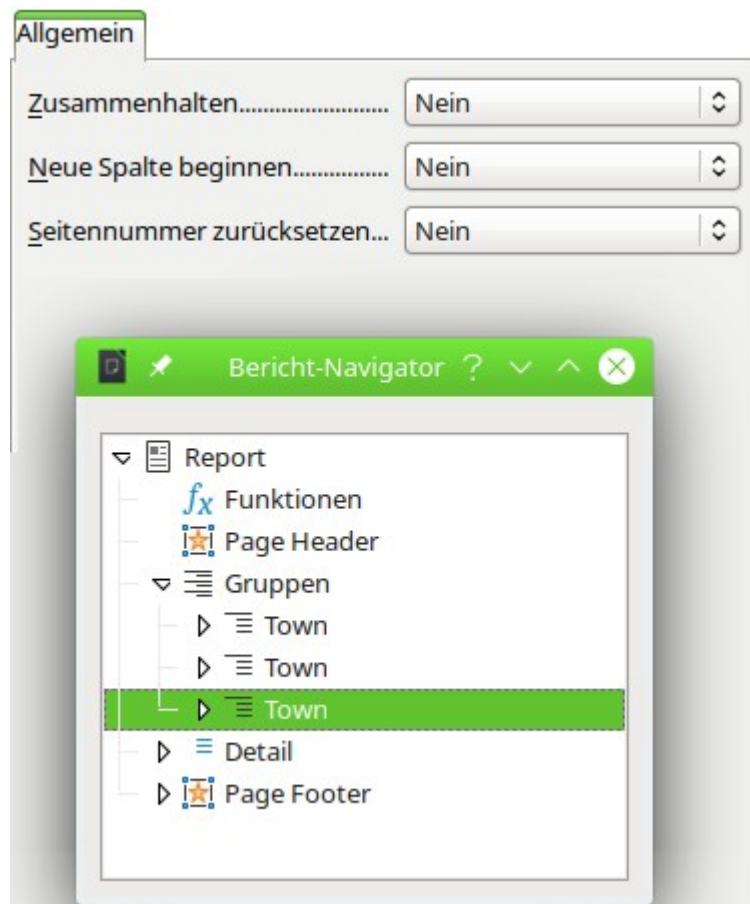 Allgemein
Zusammenhalten.......................... Nein
Neue Spalte beginnen................. Nein
Seitennummer zurücksetzen... Nein
Bericht-Navigator ?
Report
fx Funktionen
Page Header
Gruppen
Town
Town
Town
Detail
Page Footer